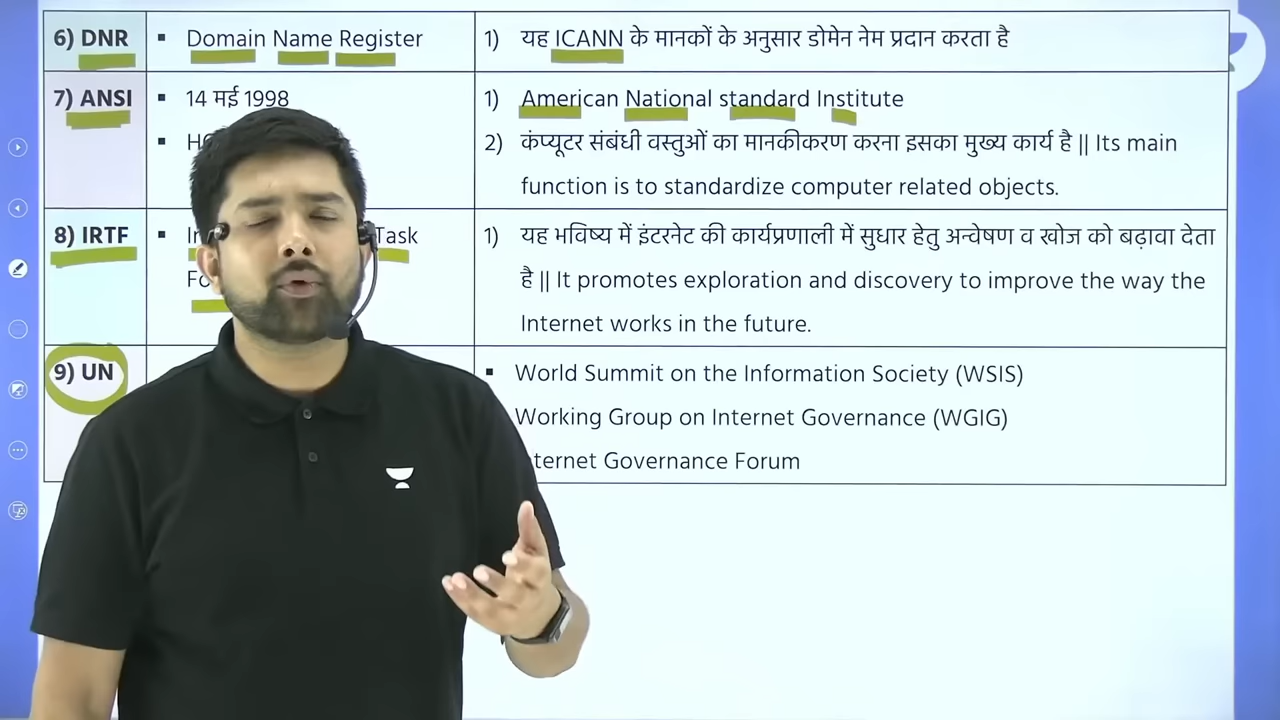 6) DNR
▪ Domain Name Register
1) यह ICANN के मानकों के अनुसार डोमेन नेम प्रदान करता है
7) ANSI
▪ 14 मई 1998
1) American National standard Institute
2) कंप्यूटर संबंधी वस्तुओं का मानकीकरण करना इसका मुख्य कार्य है || Its main
function is to standardize computer related objects.
8) IRTF
Task
1) यह भविष्य में इंटरनेट की कार्यप्रणाली में सुधार हेतु अन्वेषण व खोज को बढ़ावा देता
है || It promotes exploration and discovery to improve the way the
Internet works in the future.
9) UN
▪ World Summit on the Information Society (WSIS)
Working Group on Internet Governance (WGIG)
Governance Forum